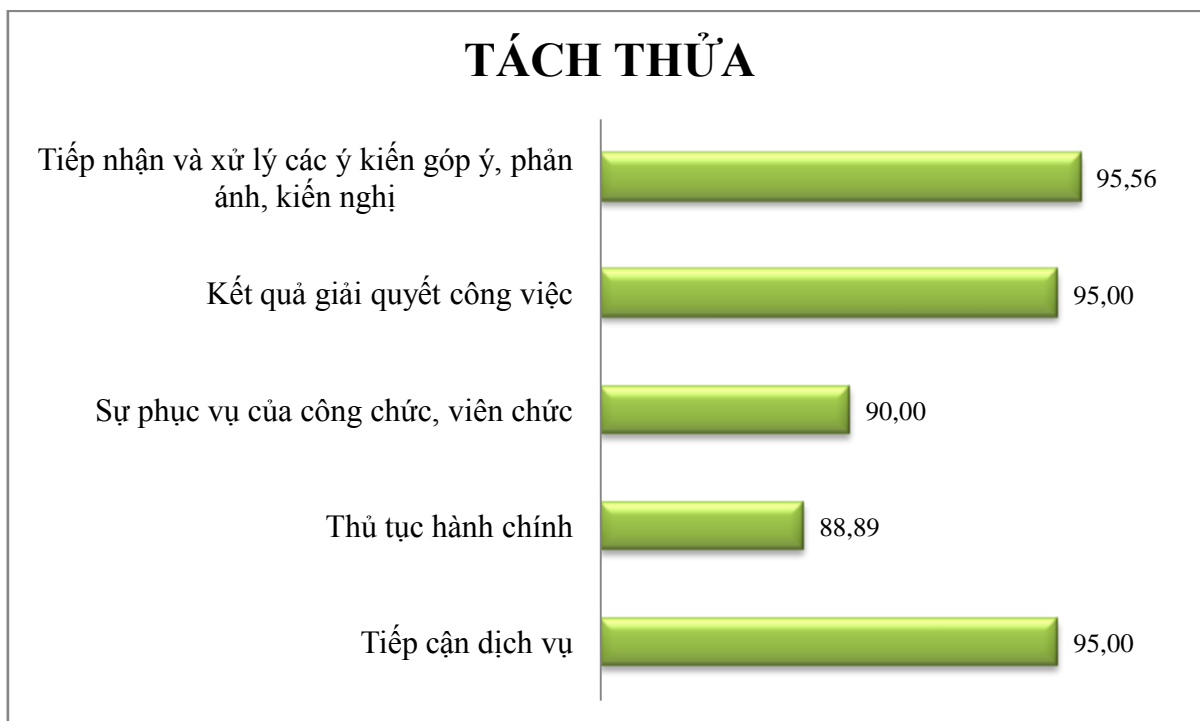 TÁCH THỬA
Tiếp nhận và xử lý các ý kiến góp ý, phản
ánh, kiến nghị
95,56
Kết quả giải quyết công việc
95,00
Sự phục vụ của công chức, viên chức
90,00
Thủ tục hành chính
88,89
Tiếp cận dịch vụ
95,00